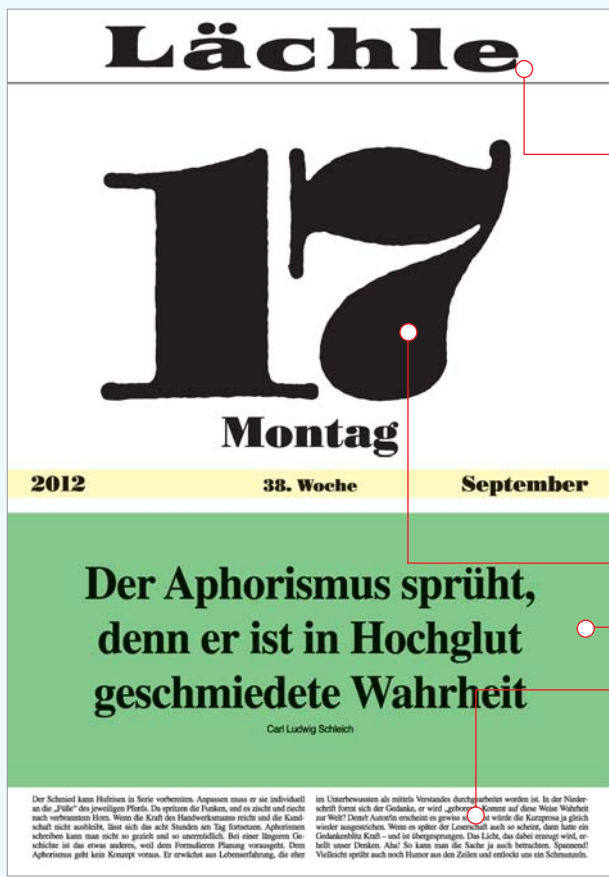 Lächle
17
Montag
2012 38. Woche September
Der Aphorismus sprüht,
denn er ist in Hochglut
geschmiedete Wahrheit
Carl Ludwig Schleich
Der Schmied kann Hufeisen in Serie vorbereiten. Anpassen muss er sie individuell
an die „Füße" des jeweiligen Pferds. Da spritzen die Funken, und es zischt und riecht
nach verbranntem Horn. Wenn die Kraft des Handwerksmanns reicht und die Kund-
schaft nicht ausbleibt, lässt sich das acht Stunden am Tag fortsetzen. Aphorismen
schreiben kann man nicht so gezielt und so unermüdlich. Bei einer längeren Ge-
schichte ist das etwas anderes, weil dem Formulieren Planung vorausgeht. Dem
Aphorismus geht kein Konzept voraus. Er erwächst aus Lebenserfahrung, die eher
im Unterbewussten als mittels Verstandes durchgearbeitet worden ist. In der Nieder-
schrift formt sich der Gedanke, er wird „geboren Kommt auf diese Weise Wahrheit
zur Welt? Dem/r Autor/in erscheint es gewiss so würde die Kurzprosa ja gleich
wieder ausgestrichen. Wenn es später der Leserschaft auch so scheint, dann hatte ein
Gedankenblitz Kraft – und ist übergesprungen. Das Licht, das dabei erzeugt wird, er-
hellt unser Denken. Aha! So kann man die Sache ja auch betrachten. Spannend!
Vielleicht sprüht auch noch Humor aus den Zeilen und entlockt uns ein Schmunzeln.